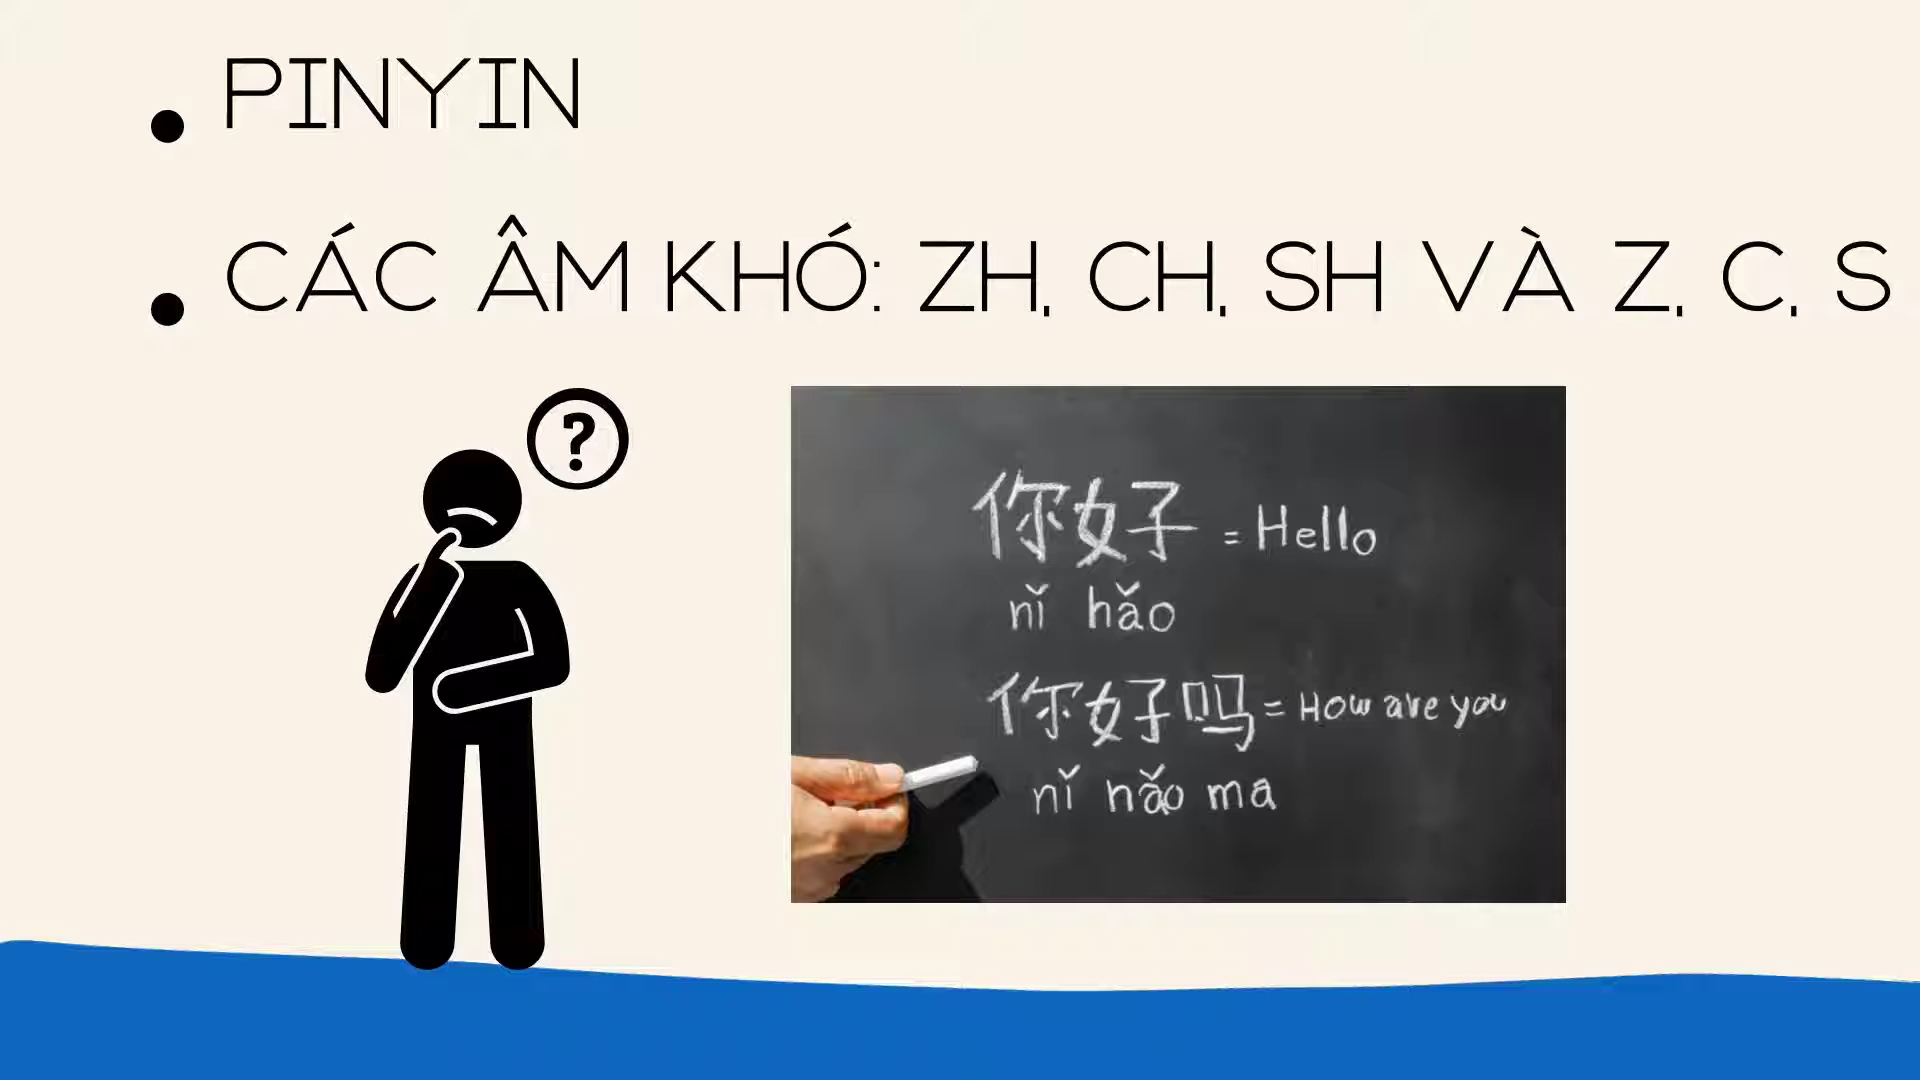 PINYIN
CÁC ÂM KHÓ: ZH, CH, SH VÀ Z, C, S
?
你好 = Hello
nǐ hǎo
你好吗 = How are you
nǐ hǎo ma